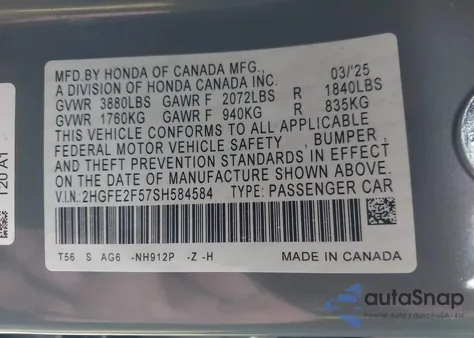 MFD.BY HONDA OF CANADA MFG., 03/'25
A DIVISION OF HONDA CANADA INC.
GVWR 3880LBS GAWR F 2072LBS R 1840LBS
GVWR 1760KG GAWR F 940KG R 835KG
THIS VEHICLE CONFORMS TO ALL APPLICABLE
FEDERAL MOTOR VEHICLE SAFETY , BUMPER ,
AND THEFT PREVENTION STANDARDS IN EFFECT
ON THE DATE OF MANUFACTURE SHOWN ABOVE.
V.I.N: 2HGFE2F57SH584584 TYPE: PASSENGER CAR
T56 S AG6 -NH912P -Z -H MADE IN CANADA
T20 A1
autoSnap